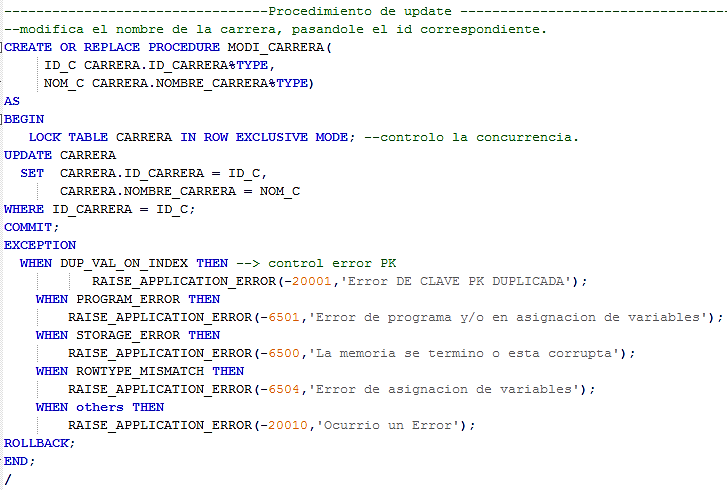 ---------------------------------Procedimiento de update ---------------------------------
--modifica el nombre de la carrera, pasandole el id correspondiente.
CREATE OR REPLACE PROCEDURE MODI_CARRERA(
ID_C CARRERA.ID_CARRERA%TYPE,
NOM_C CARRERA.NOMBRE_CARRERA%TYPE)
AS
BEGIN
LOCK TABLE CARRERA IN ROW EXCLUSIVE MODE; --controlo la concurrencia.
UPDATE CARRERA
SET CARRERA.ID_CARRERA = ID_C,
CARRERA.NOMBRE_CARRERA = NOM_C
WHERE ID_CARRERA = ID_C;
COMMIT;
EXCEPTION
WHEN DUP_VAL_ON_INDEX THEN --> control error PK
RAISE_APPLICATION_ERROR(-20001,'Error DE CLAVE PK DUPLICADA');
WHEN PROGRAM_ERROR THEN
RAISE_APPLICATION_ERROR(-6501,'Error de programa y/o en asignacion de variables');
WHEN STORAGE_ERROR THEN
RAISE_APPLICATION_ERROR(-6500,'La memoria se termino o esta corrupta');
WHEN ROWTYPE_MISMATCH THEN
RAISE_APPLICATION_ERROR(-6504,'Error de asignacion de variables');
WHEN others THEN
RAISE_APPLICATION_ERROR(-20010,'Ocurrio un Error');
ROLLBACK;
END;
/